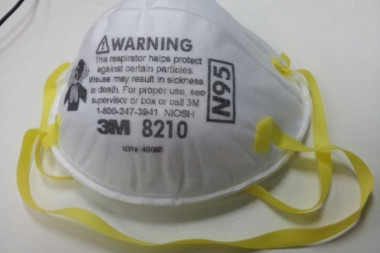 WARNING
This respirator helps protect
against certain particles.
Misuse may result in sickness
or death. For proper use, see
supervisor or box or call 3M
1-800-247-3941. NIOSH
N95
3M 8210